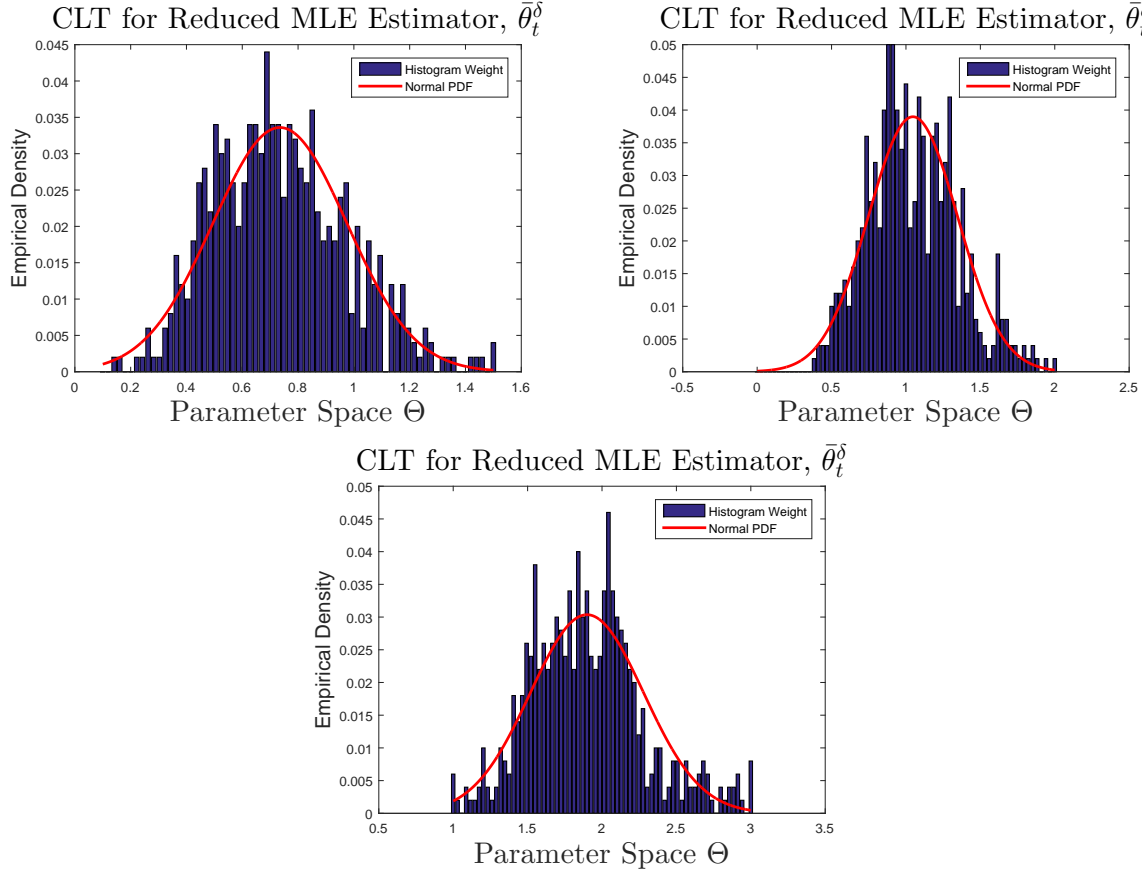 CLT for Reduced MLE Estimator, θ̄ₜ^δ
0.045
0.04
0.035
0.03
0.025
0.02
0.015
0.01
0.005
0
Empirical Density
Histogram Weight
Normal PDF
0 0.2 0.4 0.6 0.8 1 1.2 1.4 1.6
Parameter Space Θ
CLT for Reduced MLE Estimator, θ̄ₜ
0.05
0.045
0.04
0.035
0.03
0.025
0.02
0.015
0.01
0.005
0
Empirical Density
Histogram Weight
Normal PDF
-0.5 0 0.5 1 1.5 2 2.5
Parameter Space Θ
CLT for Reduced MLE Estimator, θ̄ₜ^δ
0.05
0.045
0.04
0.035
0.03
0.025
0.02
0.015
0.01
0.005
0
Empirical Density
Histogram Weight
Normal PDF
0.5 1 1.5 2 2.5 3 3.5
Parameter Space Θ